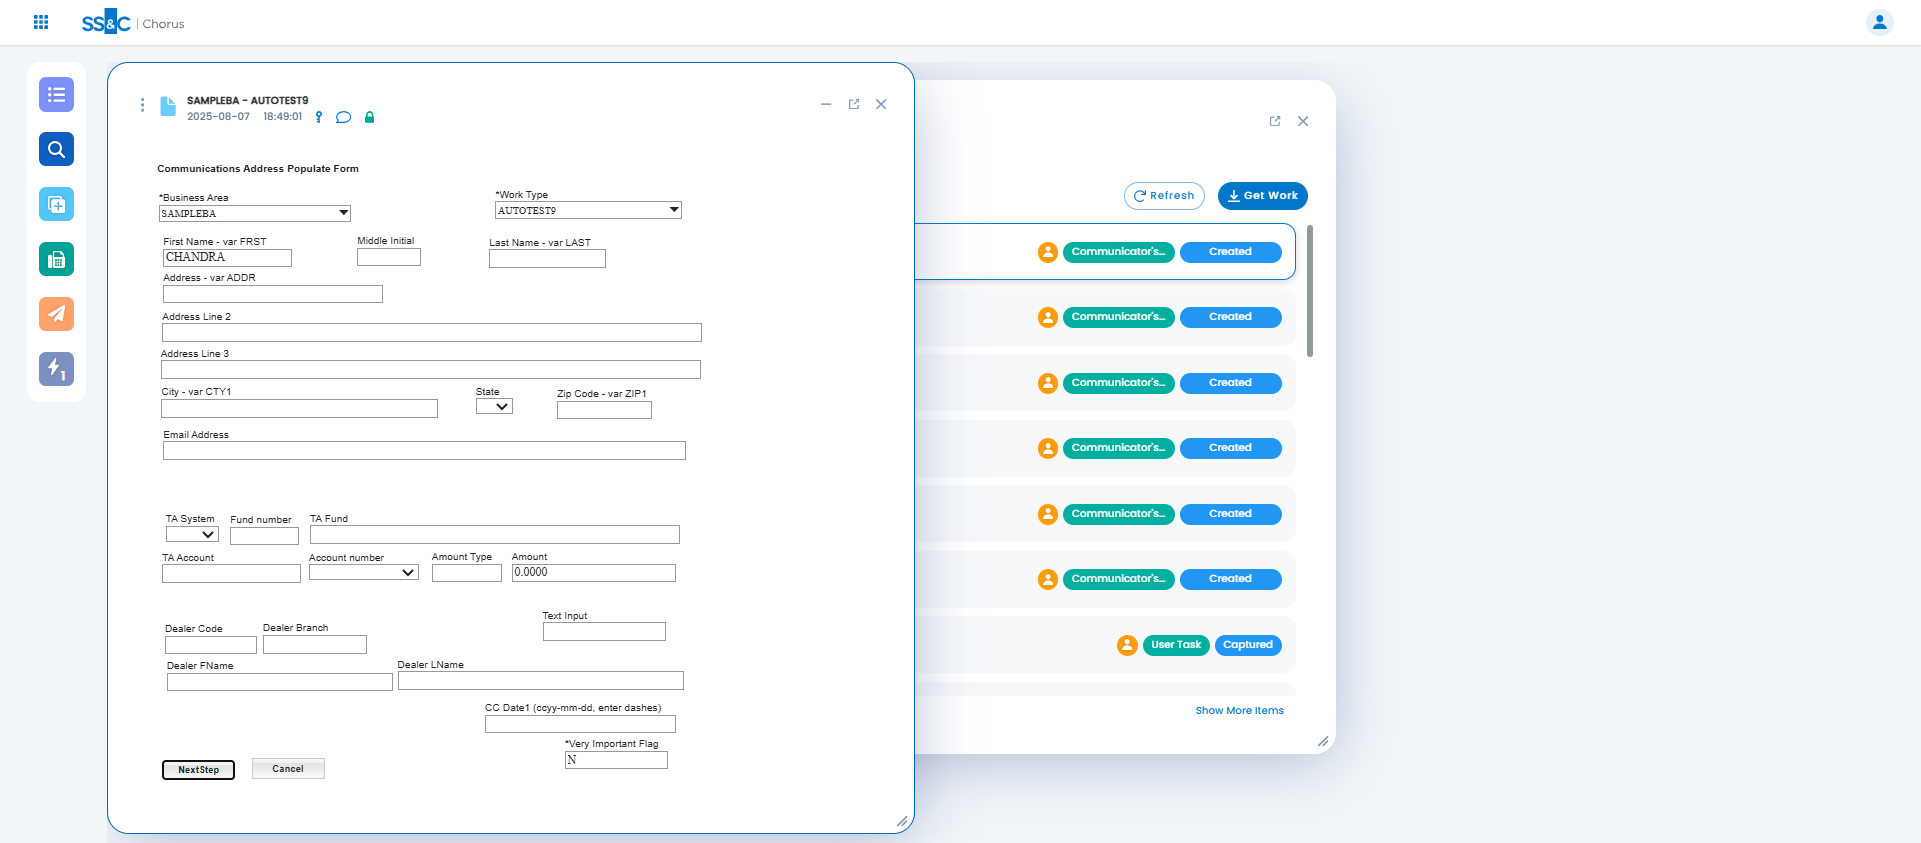 SS&C | Chorus
SAMPLEBA - AUTOTEST9
2025-08-07 18:49:01
Communications Address Populate Form
*Business Area
*Work Type
SAMPLEBA
AUTOTEST9
First Name - var FRST
Middle Initial
Last Name - var LAST
CHANDRA
Address - var ADDR
Address Line 2
Address Line 3
City - var CTY1
State
Zip Code - var ZIP1
Email Address
TA System
Fund number
TA Fund
TA Account
Account number
Amount Type
Amount
0.0000
Text Input
Dealer Code
Dealer Branch
Dealer FName
Dealer LName
CC Date1 (ccyy-mm-dd, enter dashes)
*Very Important Flag
N
NextStep
Cancel
1
Refresh
Get Work
Communicator's... Created
Communicator's... Created
Communicator's... Created
Communicator's... Created
Communicator's... Created
Communicator's... Created
User Task Captured
Show More Items